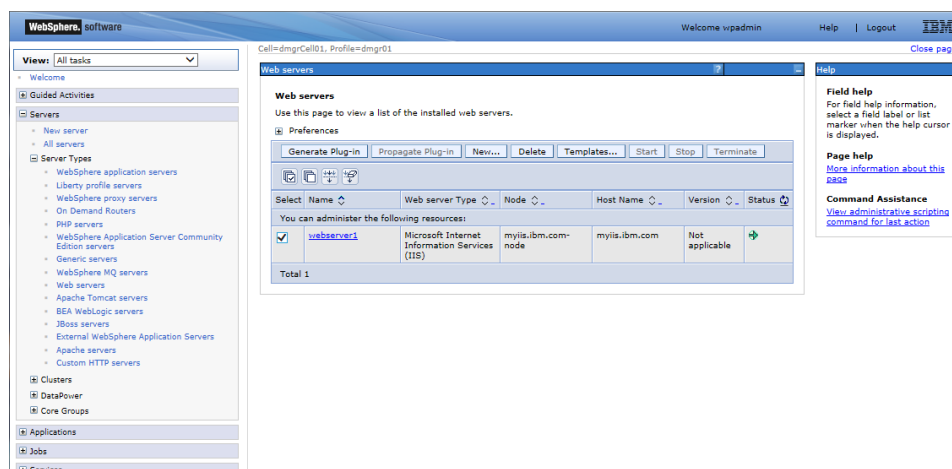 WebSphere. software
Welcome wpadmin
Help | Logout
IBM
Cell=dmgrCell01, Profile=dmgr01
Close page
View: All tasks
Welcome
Guided Activities
Servers
New server
All servers
Server Types
WebSphere application servers
Liberty profile servers
WebSphere proxy servers
On Demand Routers
PHP servers
WebSphere Application Server Community
Edition servers
Generic servers
WebSphere MQ servers
Web servers
Apache Tomcat servers
BEA WebLogic servers
JBoss servers
External WebSphere Application Servers
Apache servers
Custom HTTP servers
Clusters
DataPower
Core Groups
Applications
Jobs
Services
Web servers ?
Web servers
Use this page to view a list of the installed web servers.
Preferences
Generate Plug-in Propagate Plug-in New... Delete Templates... Start Stop Terminate
Select Name Web server Type Node Host Name Version Status
You can administer the following resources:
webserver1 Microsoft Internet myiis.ibm.com- myiis.ibm.com Not
Information Services node applicable
(IIS)
Total 1
Help
Field help
For field help information,
select a field label or list
marker when the help cursor
is displayed.
Page help
More information about this
page
Command Assistance
View administrative scripting
command for last action